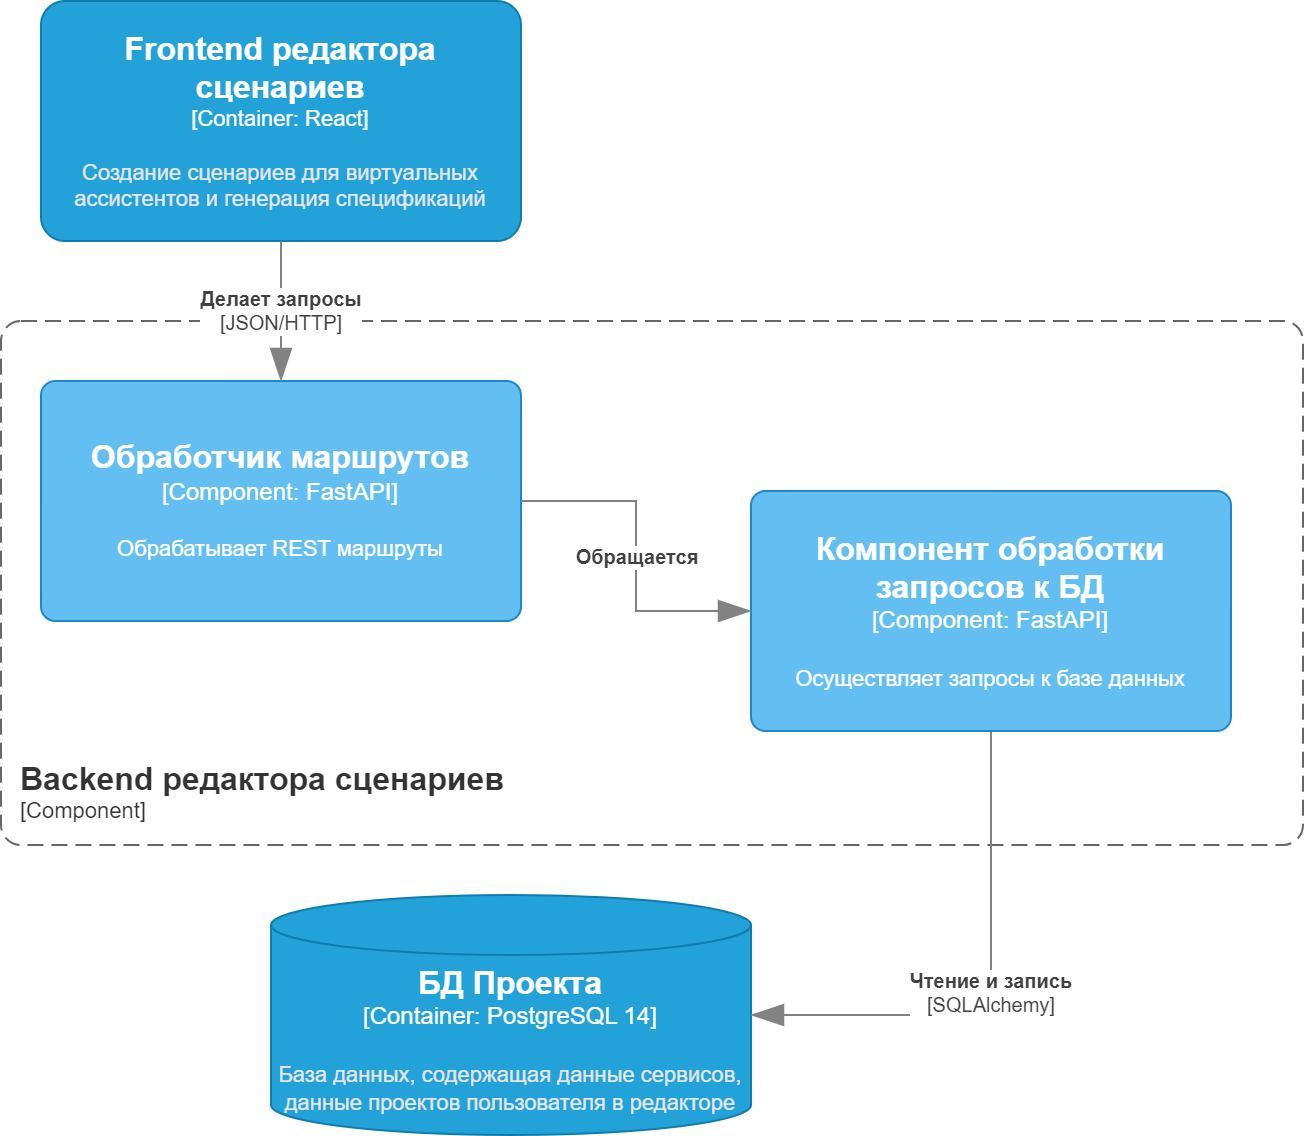 Frontend редактора
сценариев
[Container: React]
Создание сценариев для виртуальных
ассистентов и генерация спецификаций
Делает запросы
[JSON/HTTP]
Обработчик маршрутов
[Component: FastAPI]
Обрабатывает REST маршруты
Обращается
Компонент обработки
запросов к БД
[Component: FastAPI]
Осуществляет запросы к базе данных
Backend редактора сценариев
[Component]
Чтение и запись
[SQLAlchemy]
БД Проекта
[Container: PostgreSQL 14]
База данных, содержащая данные сервисов,
данные проектов пользователя в редакторе